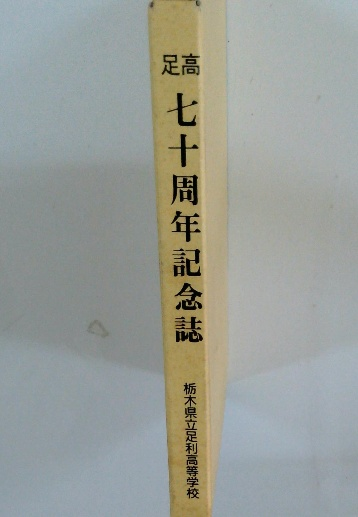 足高
七十周年記念誌
栃木県立足利高等学校